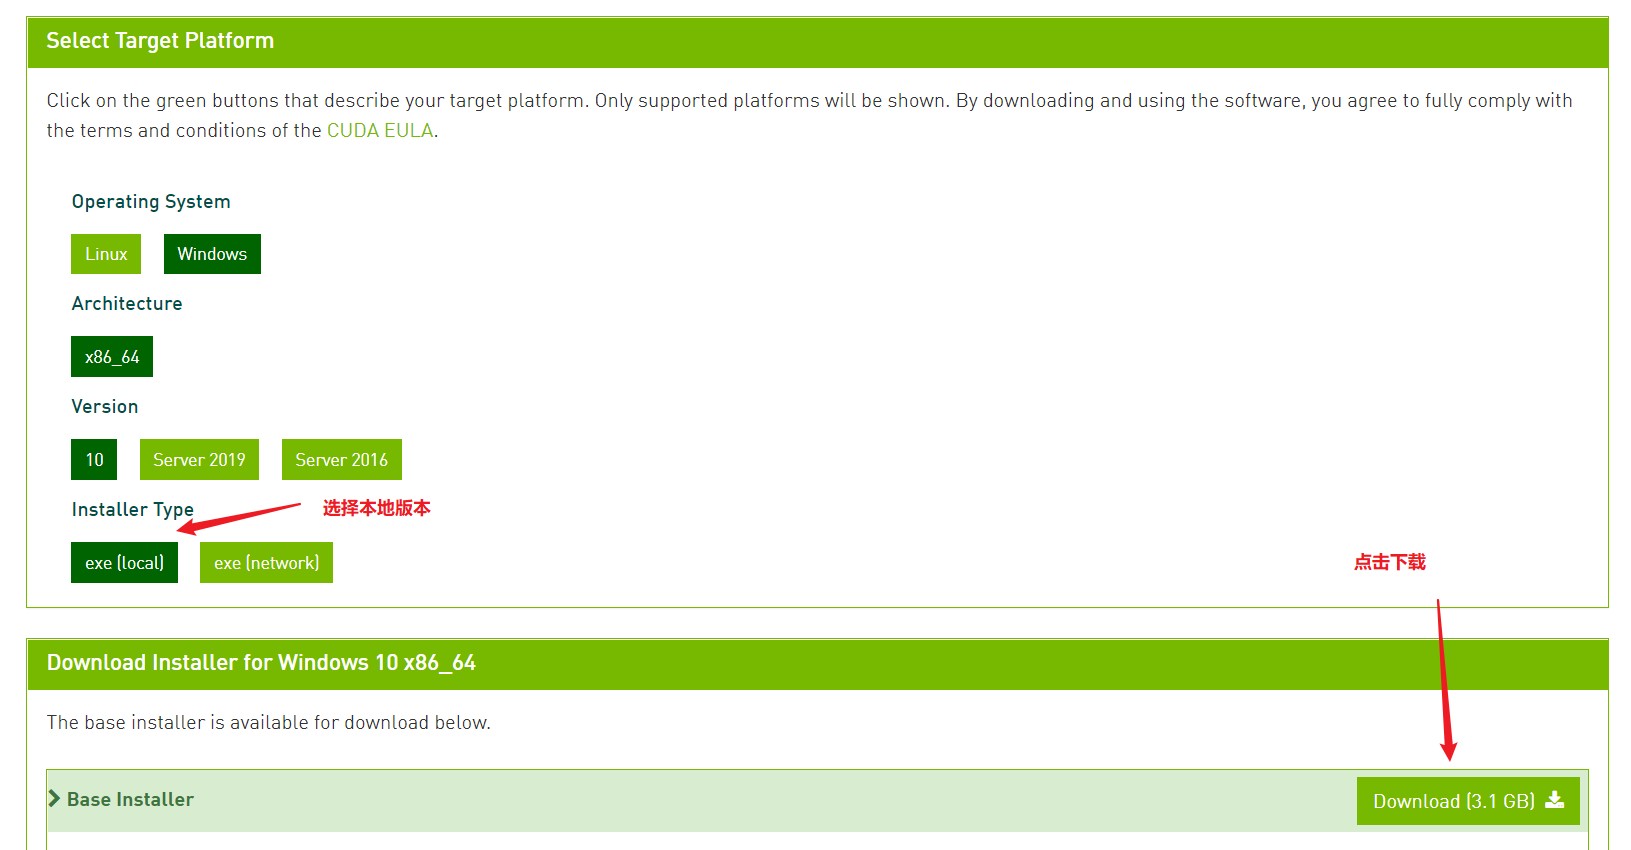 Select Target Platform
Click on the green buttons that describe your target platform. Only supported platforms will be shown. By downloading and using the software, you agree to fully comply with
the terms and conditions of the CUDA EULA.
Operating System
Linux Windows
Architecture
x86_64
Version
10 Server 2019 Server 2016
Installer Type 选择本地版本
exe (local) exe (network)
点击下载
Download Installer for Windows 10 x86_64
The base installer is available for download below.
Base Installer Download (3.1 GB)